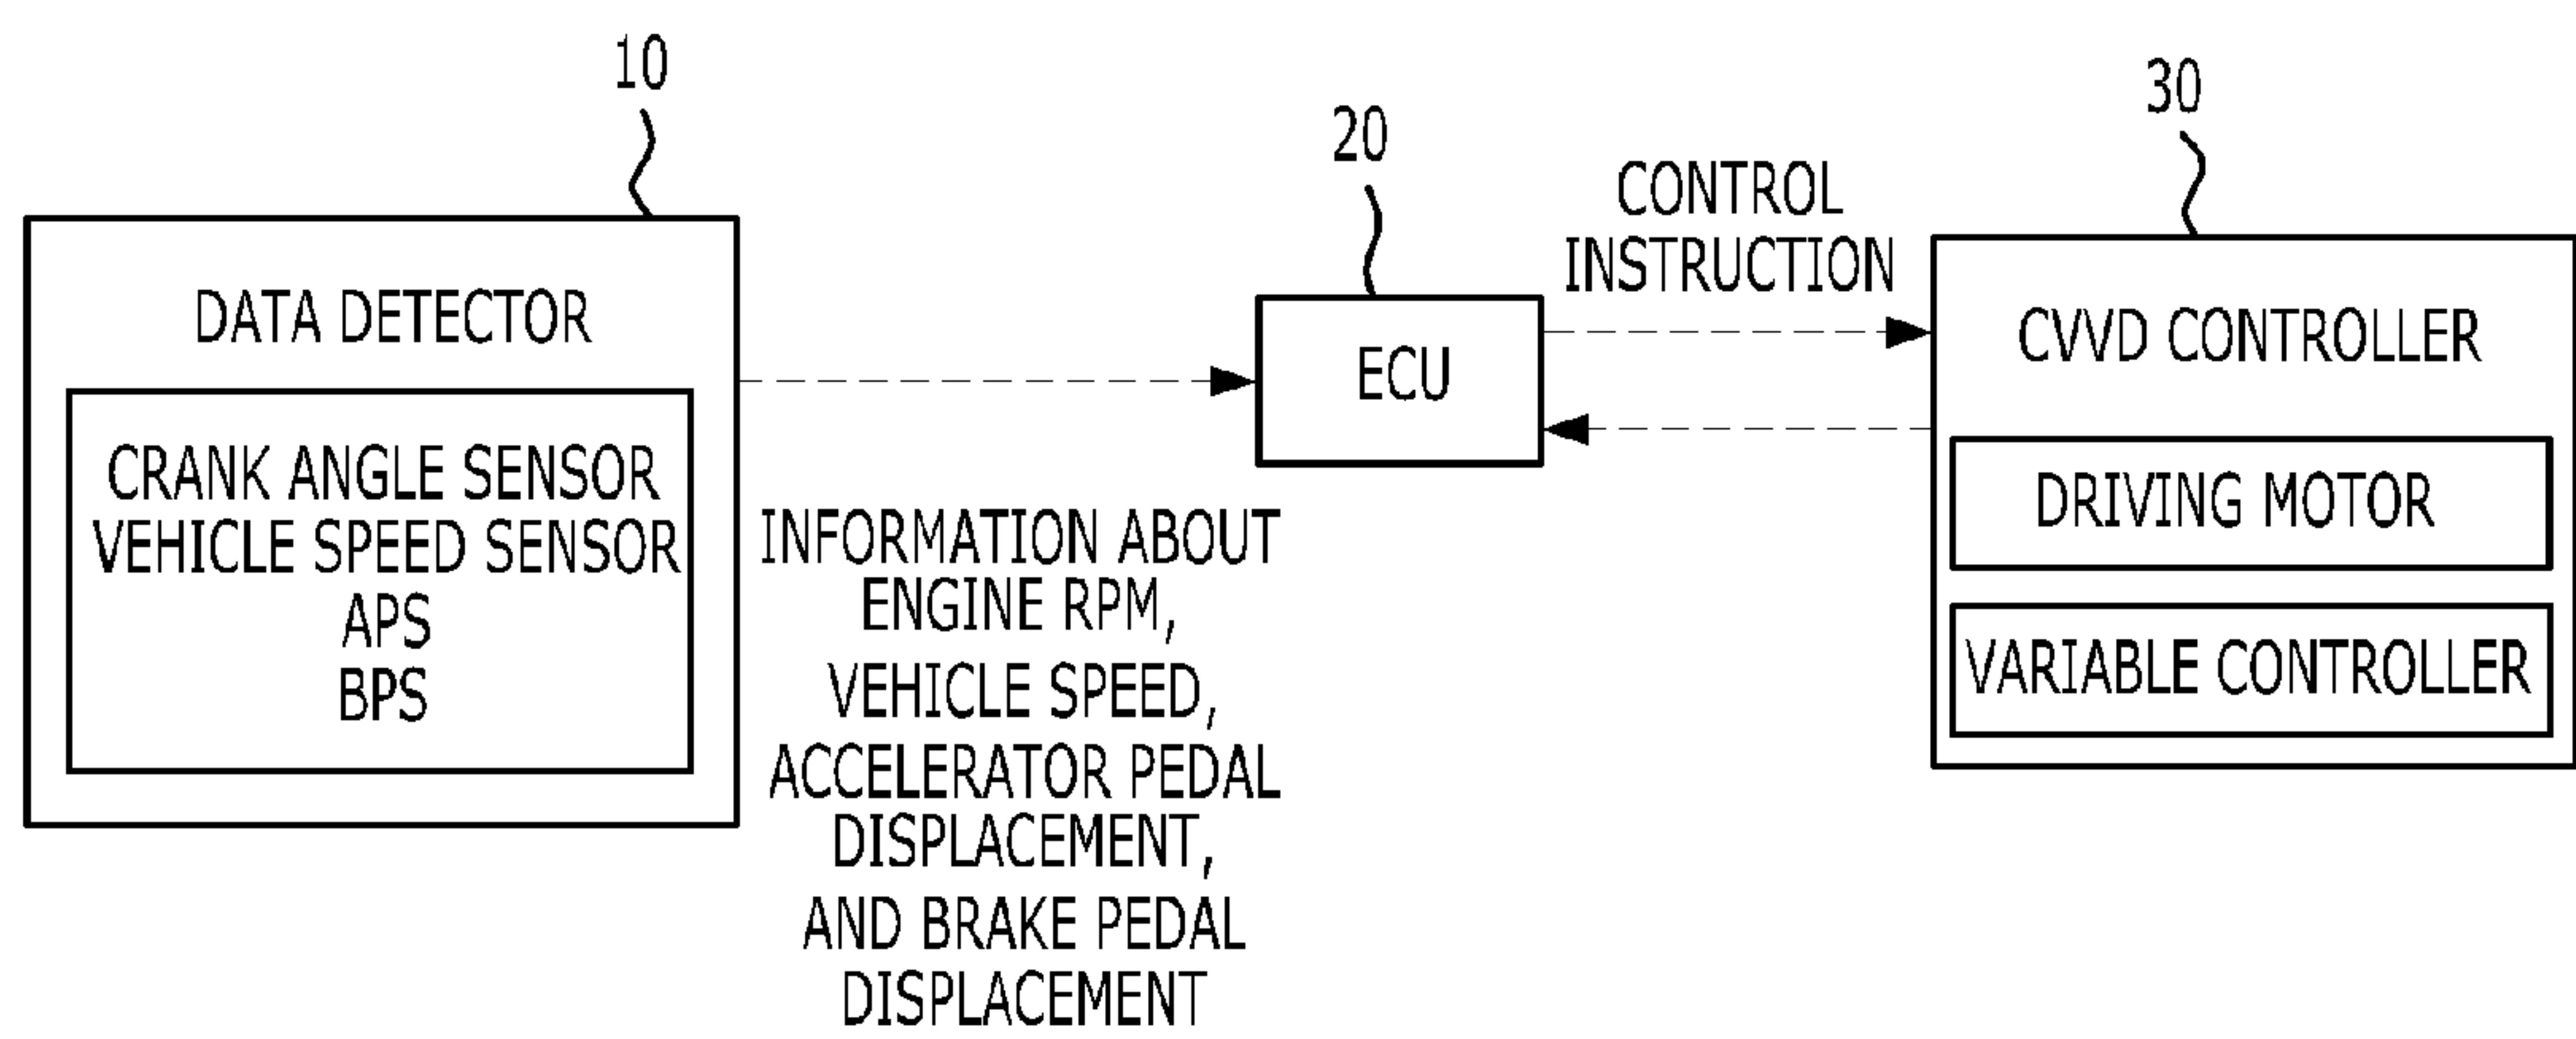 10
DATA DETECTOR
CRANK ANGLE SENSOR
VEHICLE SPEED SENSOR
APS
BPS
INFORMATION ABOUT
ENGINE RPM,
VEHICLE SPEED,
ACCELERATOR PEDAL
DISPLACEMENT,
AND BRAKE PEDAL
DISPLACEMENT
20
ECU
CONTROL
INSTRUCTION
30
CVVD CONTROLLER
DRIVING MOTOR
VARIABLE CONTROLLER